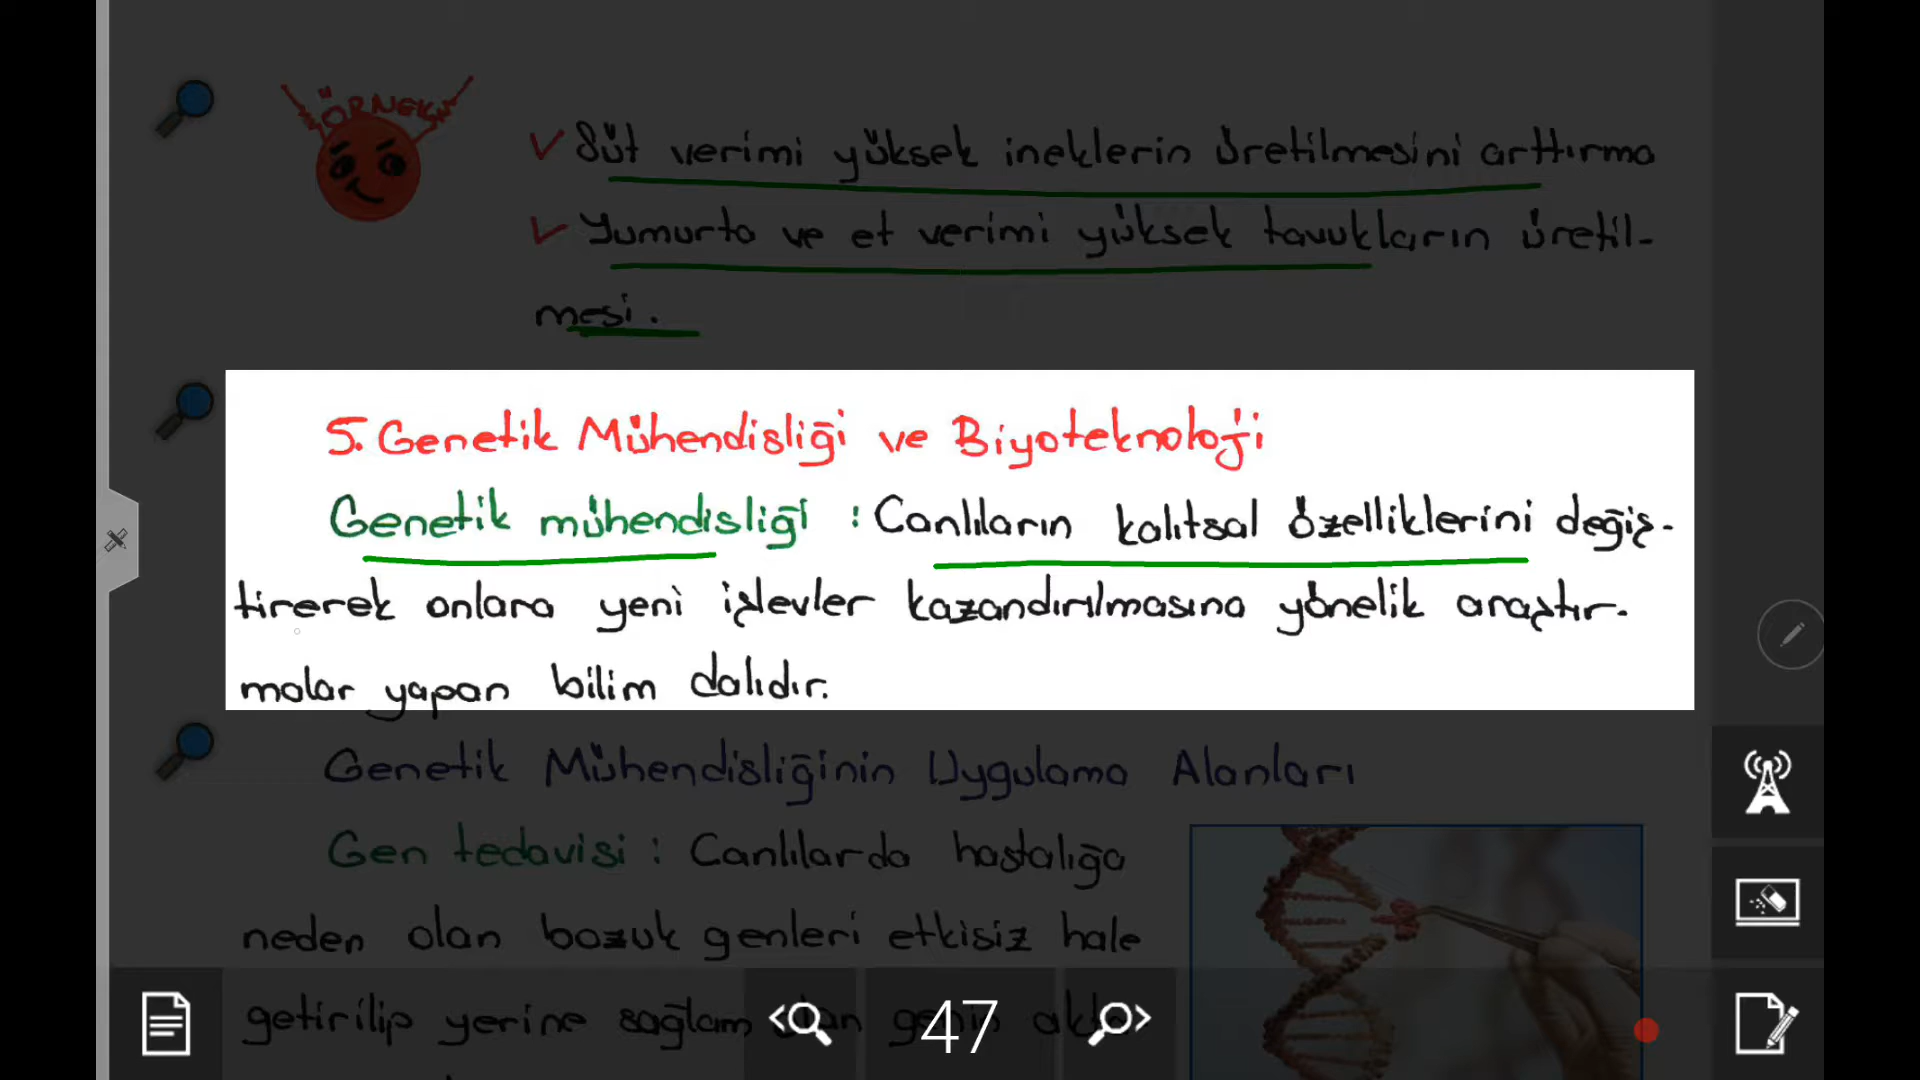 ÖRNEK
✓ Süt verimi yüksek ineklerin üretilmesini arttırma
✓ Yumurta ve et verimi yüksek tavukların üretil-
mesi.
5. Genetik Mühendisliği ve Biyoteknoloji
Genetik mühendisliği : Canlıların kalıtsal özelliklerini değiş-
tirerek onlara yeni işlevler kazandırılmasına yönelik araştır-
malar yapan bilim dalıdır.
Genetik Mühendisliğinin Uygulama Alanları
Gen tedavisi : Canlılarda hastalığa
neden olan bozuk genleri etkisiz hale
getirilip yerine sağlam
47